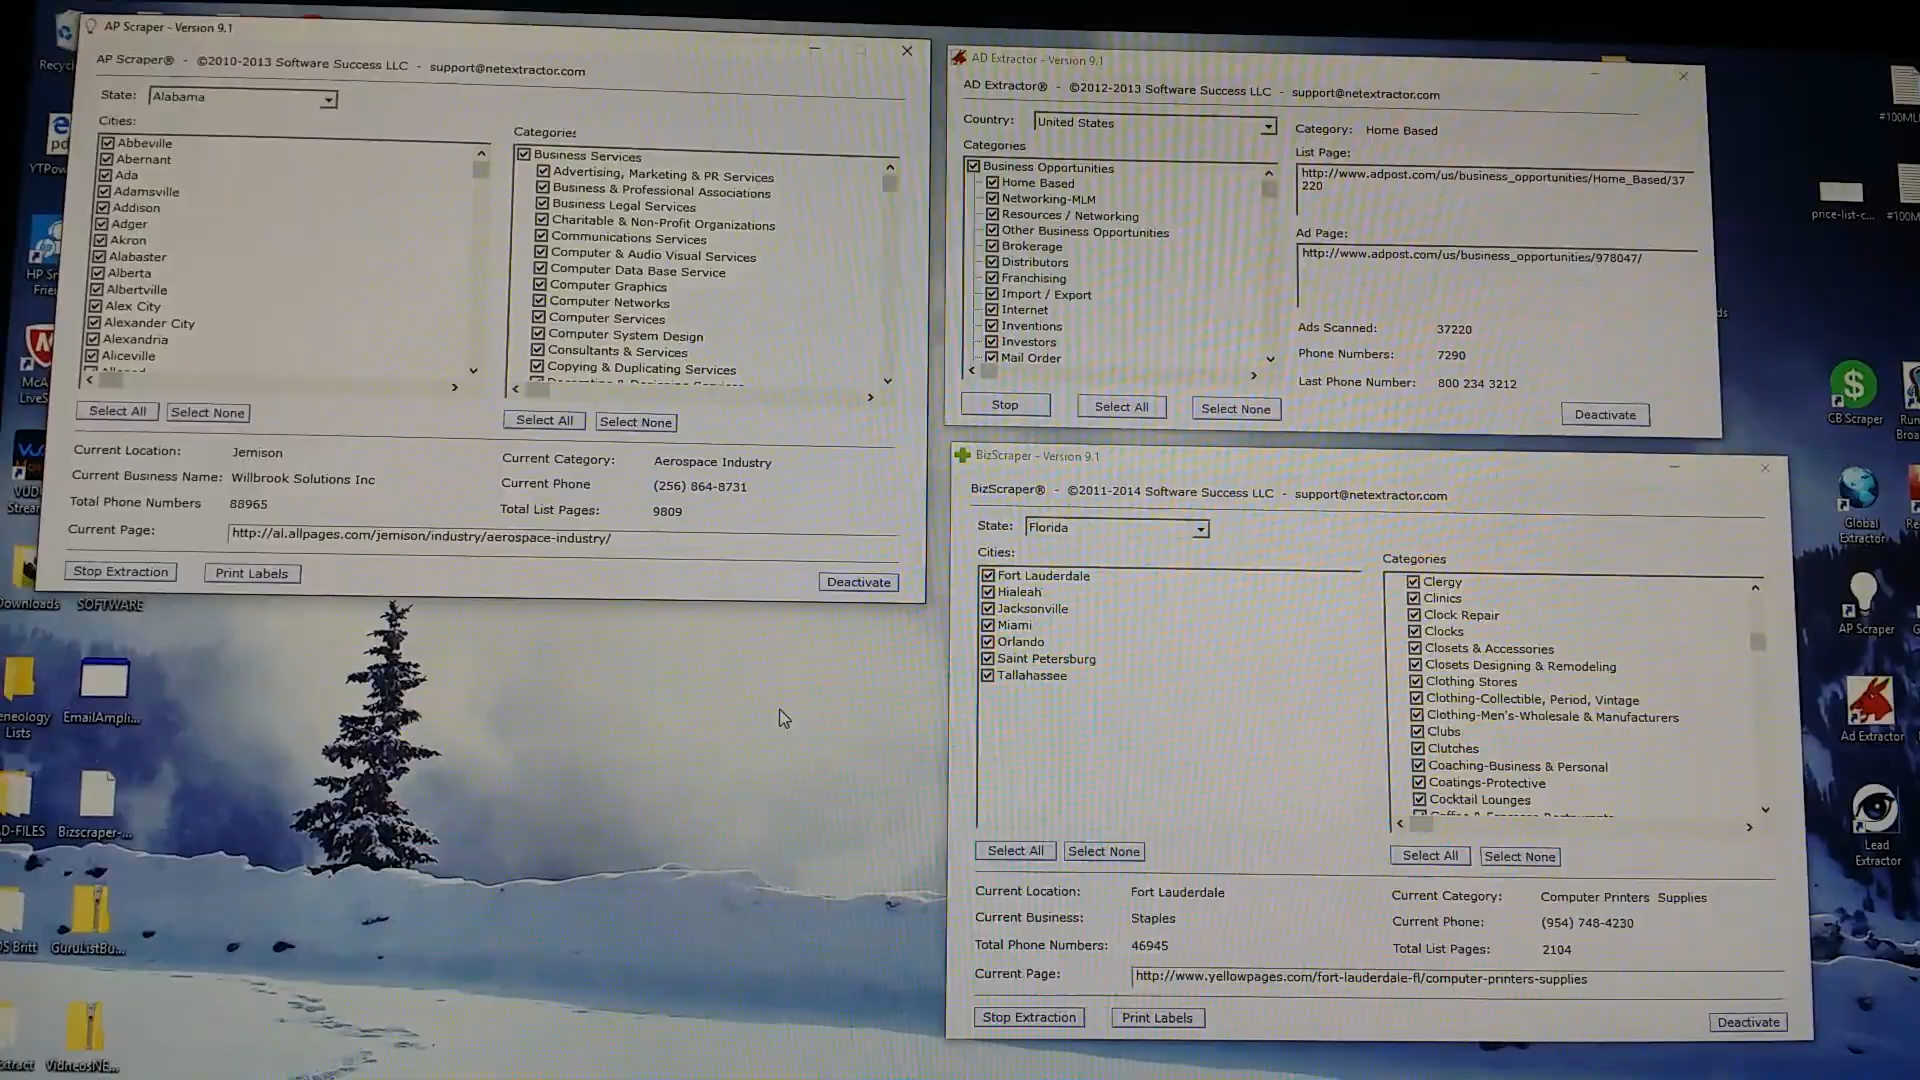 AP Scraper - Version 9.1
AP Scraper® - ©2010-2013 Software Success LLC - support@netextractor.com
State: Alabama
Cities:
Abbeville
Abernant
Ada
Adamsville
Addison
Adger
Akron
Alabaster
Alberta
Albertville
Alex City
Alexander City
Alexandria
Aliceville
Categories
Business Services
Advertising, Marketing & PR Services
Business & Professional Associations
Business Legal Services
Charitable & Non-Profit Organizations
Communications Services
Computer & Audio Visual Services
Computer Data Base Service
Computer Graphics
Computer Networks
Computer Services
Computer System Design
Consultants & Services
Copying & Duplicating Services
Select All Select None
Select All Select None
Current Location: Jemison
Current Business Name: Willbrook Solutions Inc
Total Phone Numbers 88965
Current Category: Aerospace Industry
Current Phone (256) 864-8731
Total List Pages: 9809
Current Page: http://al.allpages.com/jemison/industry/aerospace-industry/
Stop Extraction Print Labels Deactivate
AD Extractor - Version 9.1
AD Extractor® - ©2012-2013 Software Success LLC - support@netextractor.com
Country: United States
Categories
Business Opportunities
Home Based
Networking-MLM
Resources / Networking
Other Business Opportunities
Brokerage
Distributors
Franchising
Import / Export
Internet
Inventions
Investors
Mail Order
Category: Home Based
List Page:
http://www.adpost.com/us/business_opportunities/Home_Based/37
220
Ad Page:
http://www.adpost.com/us/business_opportunities/978047/
Ads Scanned: 37220
Phone Numbers: 7290
Last Phone Number: 800 234 3212
Stop Select All Select None Deactivate
BizScraper - Version 9.1
BizScraper® - ©2011-2014 Software Success LLC - support@netextractor.com
State: Florida
Cities:
Fort Lauderdale
Hialeah
Jacksonville
Miami
Orlando
Saint Petersburg
Tallahassee
Categories
Clergy
Clinics
Clock Repair
Clocks
Closets & Accessories
Closets Designing & Remodeling
Clothing Stores
Clothing-Collectible, Period, Vintage
Clothing-Men's-Wholesale & Manufacturers
Clubs
Clutches
Coaching-Business & Personal
Coatings-Protective
Cocktail Lounges
Select All Select None
Select All Select None
Current Location: Fort Lauderdale
Current Business: Staples
Total Phone Numbers: 46945
Current Category: Computer Printers Supplies
Current Phone: (954) 748-4230
Total List Pages: 2104
Current Page: http://www.yellowpages.com/fort-lauderdale-fl/computer-printers-supplies
Stop Extraction Print Labels Deactivate
SOFTWARE
EmailAmpli...
Lists
Bizscraper-...
GuruListBu...
VidneosNE...
price-list-c...
CB Scraper
Global
Extractor
AP Scraper
Ad Extractor
Lead
Extractor